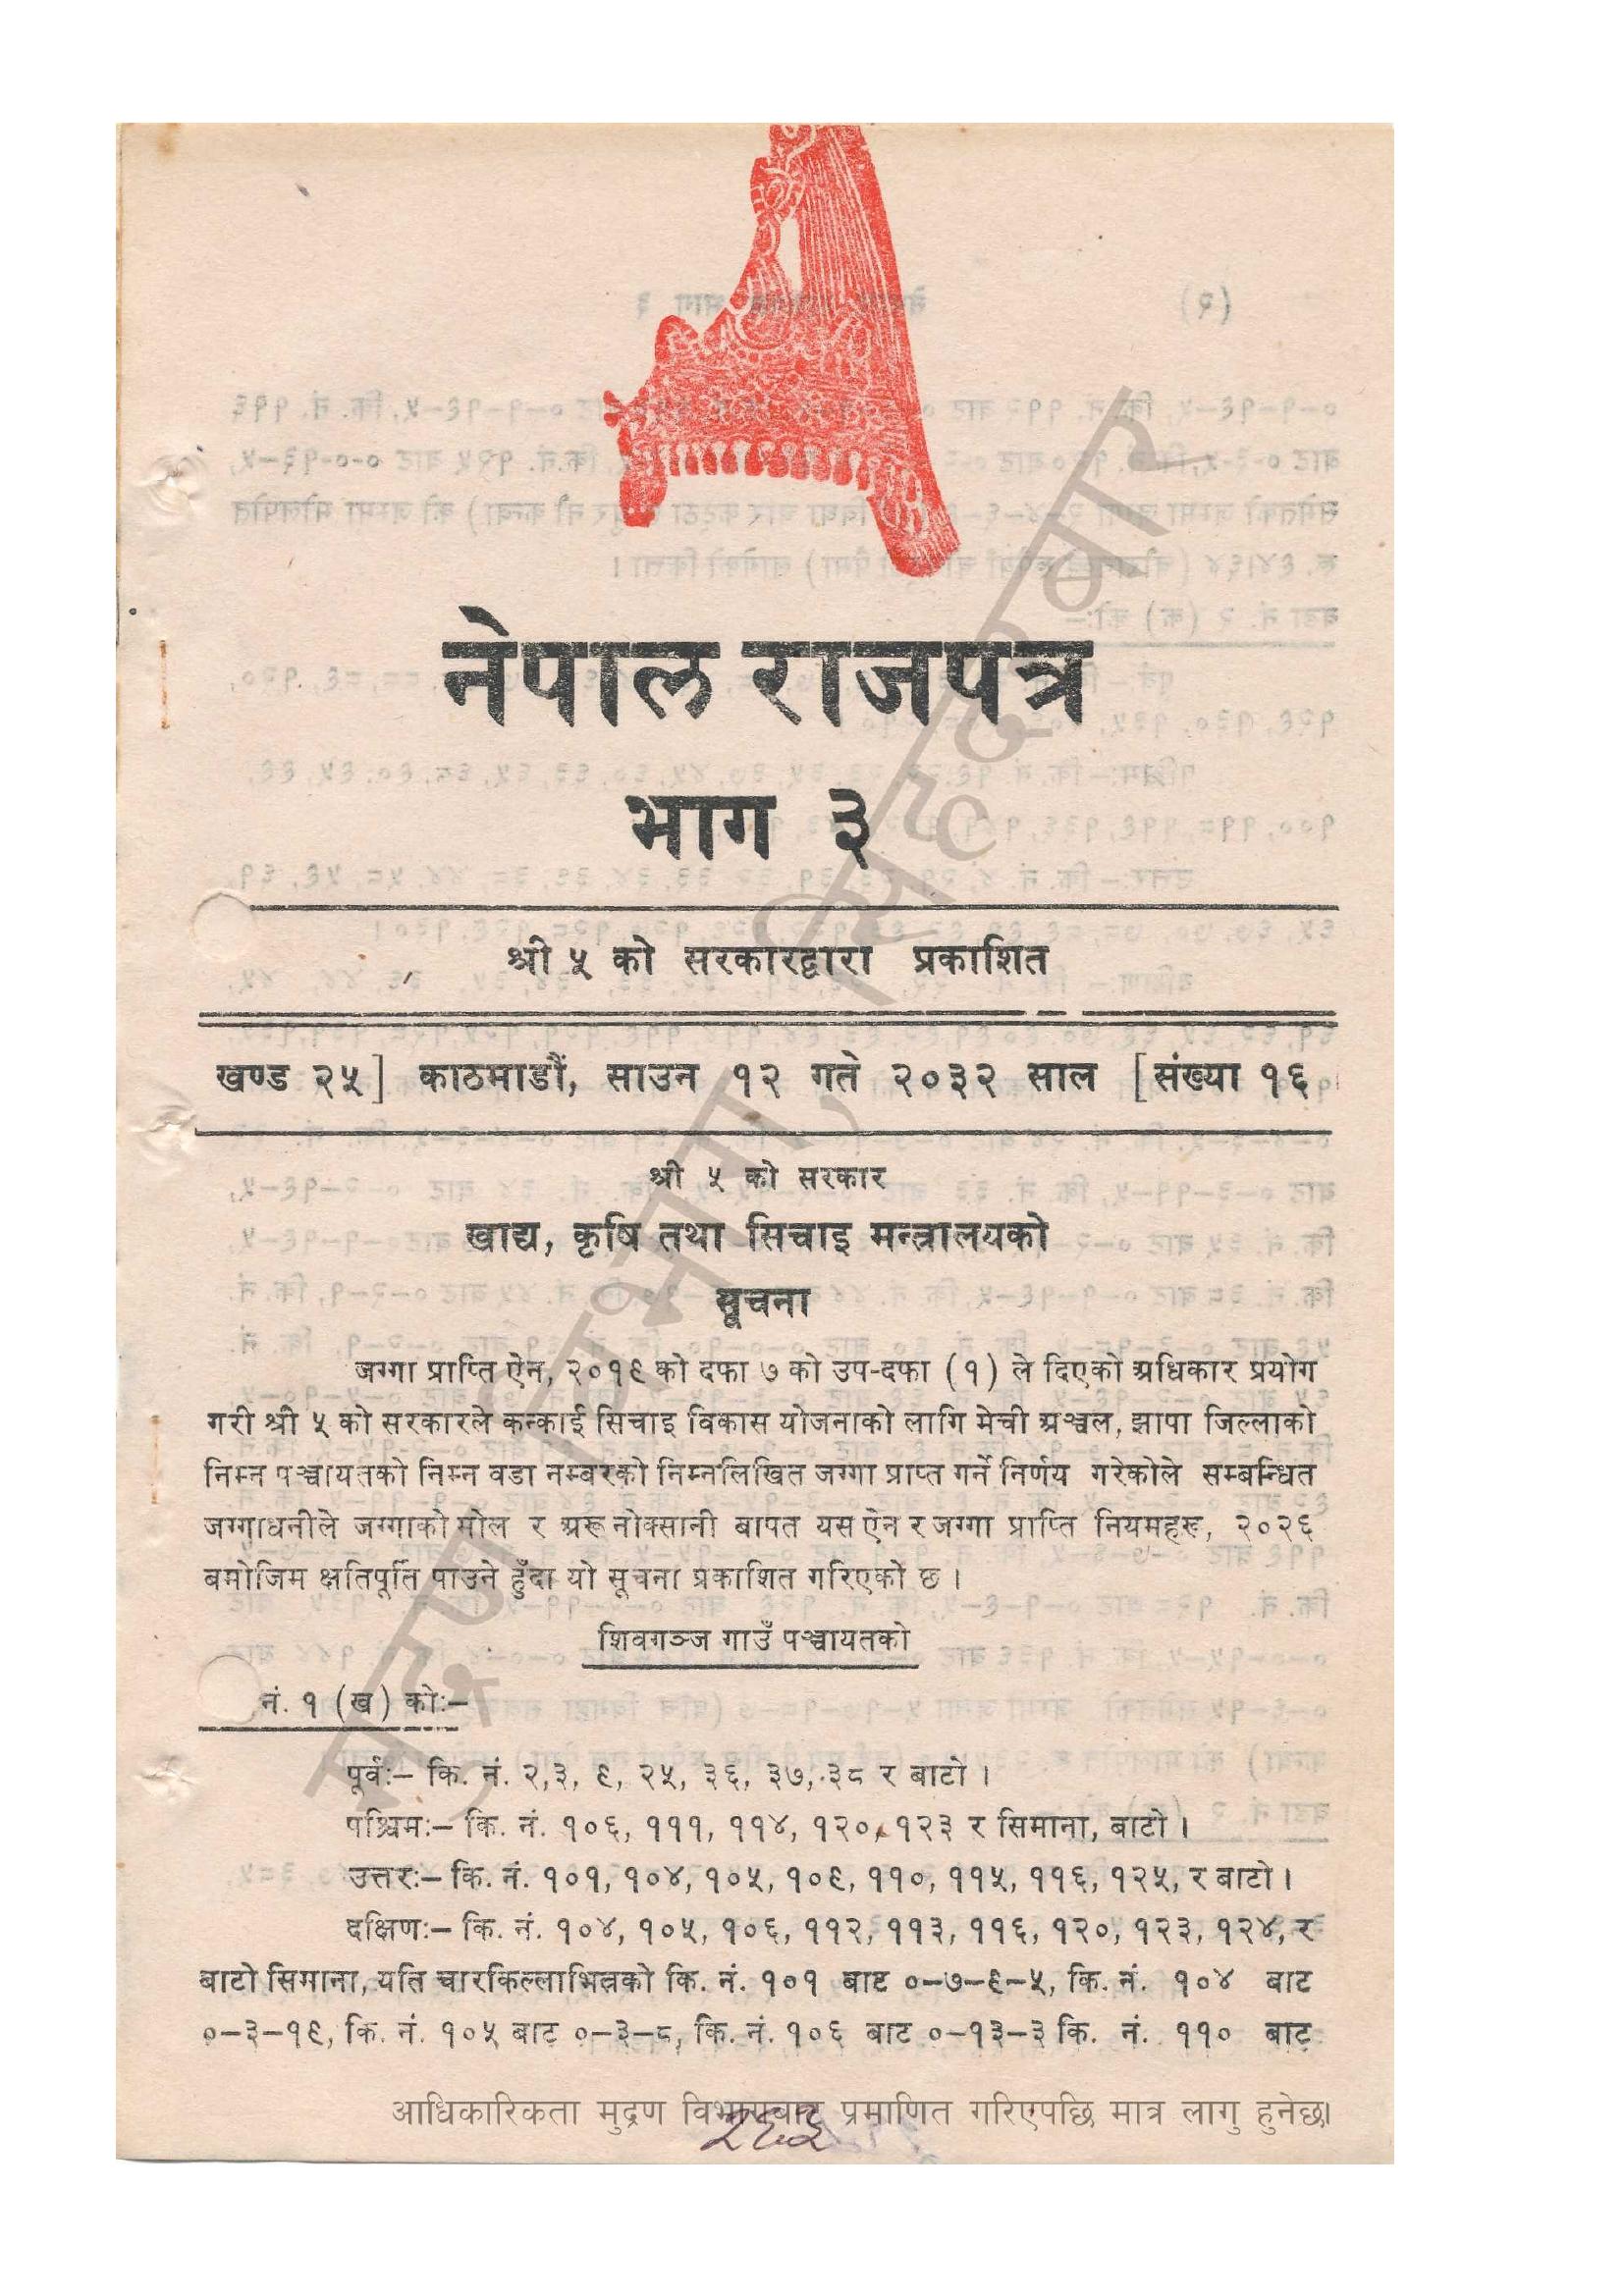 नेपाल राजपत्र
भाग ३
श्री ५ को सरकारद्वारा प्रकाशित
खण्ड २५] काठमाडौं, साउन १२ गते २०३२ साल [संख्या १६
श्री ५ को सरकार
खाद्य, कृषि तथा सिचाइ मन्त्रालयको
सूचना
जग्गा प्राप्ति ऐन, २०१९ को दफा ७ को उप-दफा (१) ले दिएको अधिकार प्रयोग
गरी श्री ५ को सरकारले कन्काई सिचाइ विकास योजनाको लागि मेची अञ्चल, झापा जिल्लाको
निम्न पञ्चायतको निम्न वडा नम्बरको निम्नलिखित जग्गा प्राप्त गर्ने निर्णय गरेकोले सम्बन्धित
जग्गाधनीले जग्गाको मोल र अरू नोक्सानी बापत यस ऐन र जग्गा प्राप्ति नियमहरू, २०२६
बमोजिम क्षतिपूर्ति पाउने हुँदा यो सूचना प्रकाशित गरिएको छ ।
शिवगञ्ज गाउँ पञ्चायतको
नं. १ (ख) को:–
पूर्व:– कि. नं. २,३, ९, २५, ३६, ३७, ३८ र बाटो ।
पश्चिम:– कि. नं. १०६, १११, ११४, १२०, १२३ र सिमाना, बाटो ।
उत्तर:– कि. नं. १०१, १०४, १०५, १०९, ११०, ११५, ११६, १२५, र बाटो ।
दक्षिण:– कि. नं. १०४, १०५, १०६, ११२, ११३, ११६, १२०, १२३, १२४, र
बाटो सिमाना, यति चारकिल्लाभित्रको कि. नं. १०१ बाट ०–७–९–५, कि. नं. १०४ बाट
०–३–१९, कि. नं. १०५ बाट ०–३–८, कि. नं. १०६ बाट ०–१३–३ कि. नं. ११० बाट
आधिकारिकता मुद्रण विभागबाट प्रमाणित गरिएपछि मात्र लागु हुनेछ।
२६३